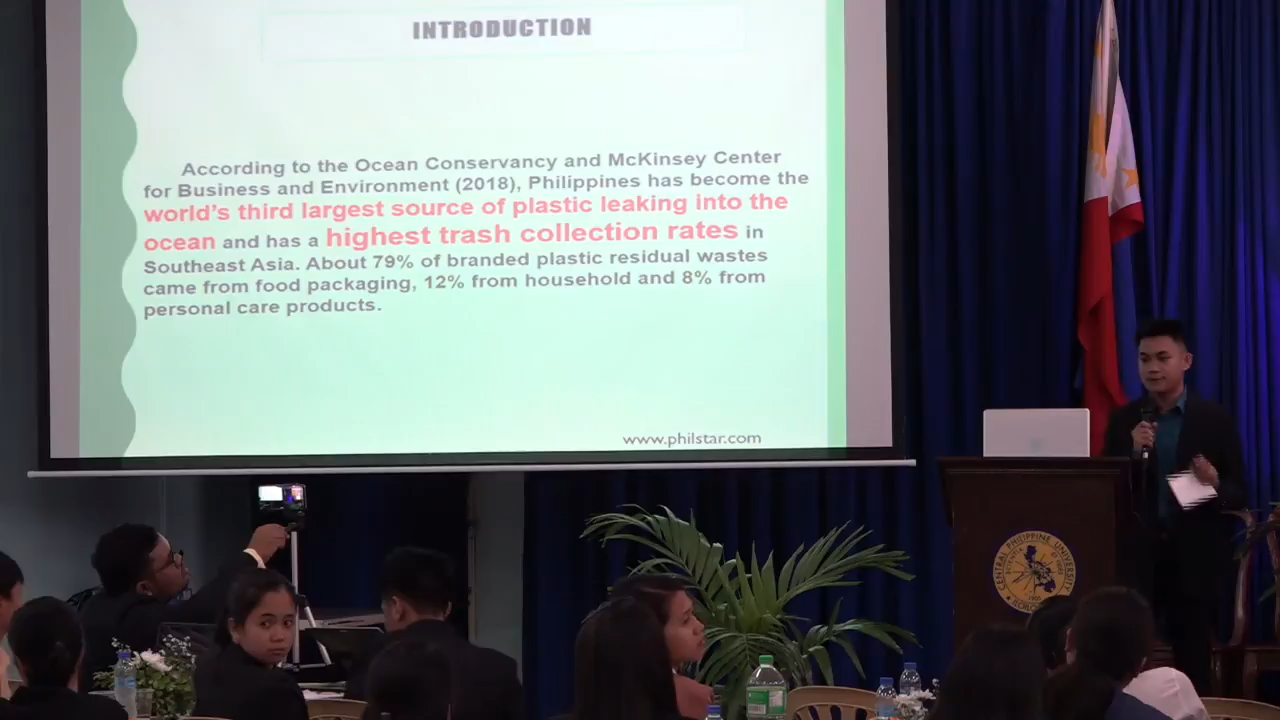 INTRODUCTION
According to the Ocean Conservancy and McKinsey Center
for Business and Environment (2018), Philippines has become the
world's third largest source of plastic leaking into the
ocean and has a highest trash collection rates in
Southeast Asia. About 79% of branded plastic residual wastes
came from food packaging, 12% from household and 8% from
personal care products.
www.philstar.com
CENTRAL PHILIPPINE UNIVERSITY